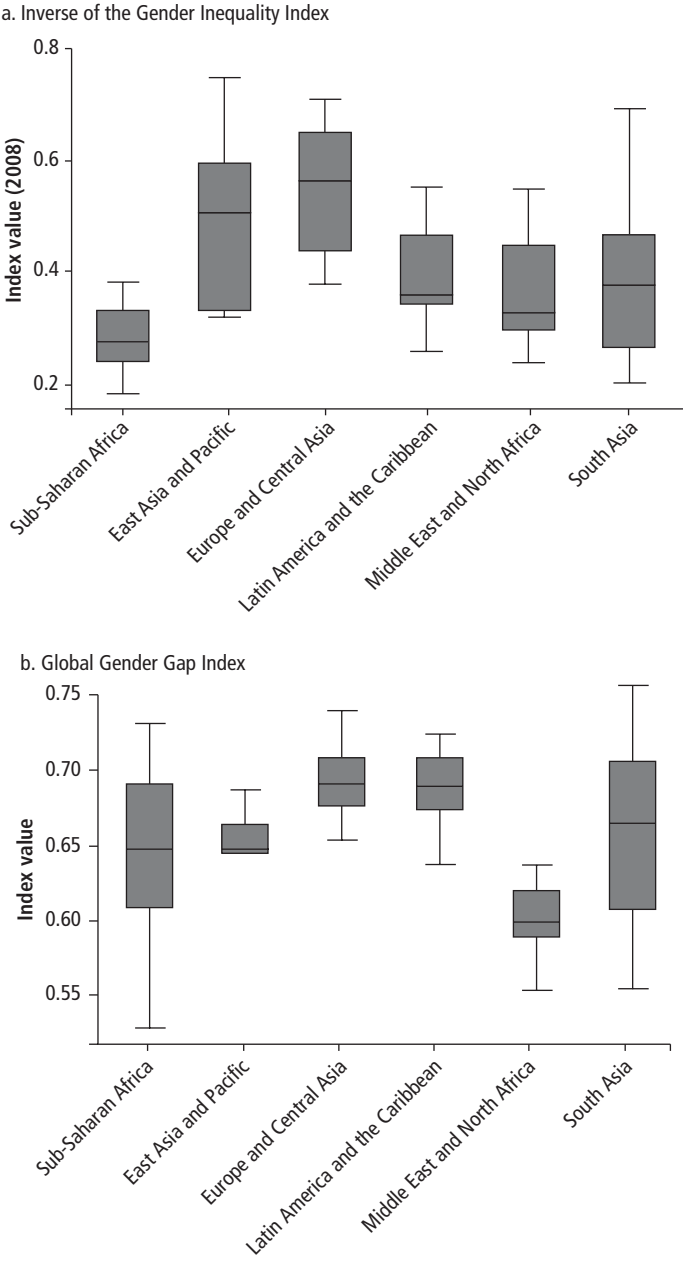 a. Inverse of the Gender Inequality Index
0.8
0.6
0.4
0.2
Index value (2008)
Sub-Saharan Africa
East Asia and Pacific
Europe and Central Asia
Latin America and the Caribbean
Middle East and North Africa
South Asia
b. Global Gender Gap Index
0.75
0.70
0.65
0.60
0.55
Index value
Sub-Saharan Africa
East Asia and Pacific
Europe and Central Asia
Latin America and the Caribbean
Middle East and North Africa
South Asia